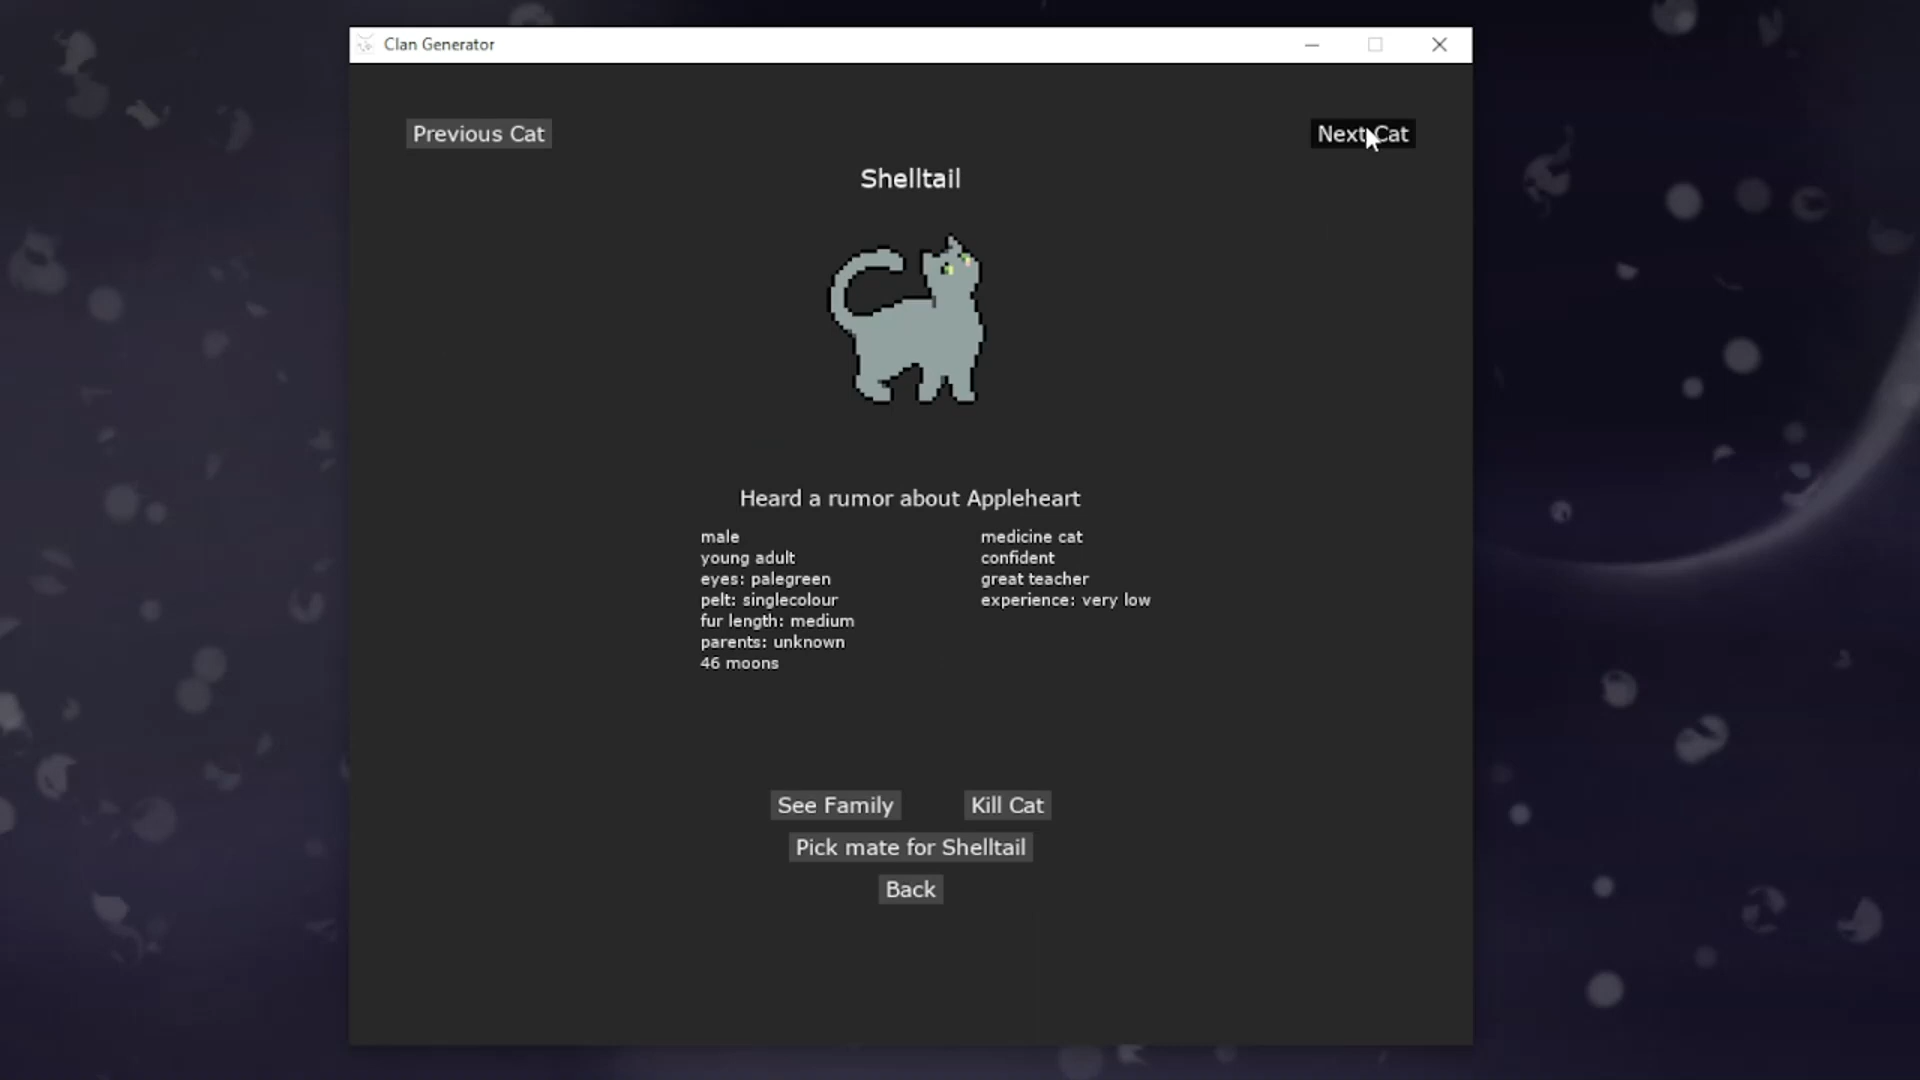 Clan Generator
Previous Cat
Next Cat
Shelltail
Heard a rumor about Appleheart
male
young adult
eyes: palegreen
pelt: singlecolour
fur length: medium
parents: unknown
46 moons
medicine cat
confident
great teacher
experience: very low
See Family
Kill Cat
Pick mate for Shelltail
Back